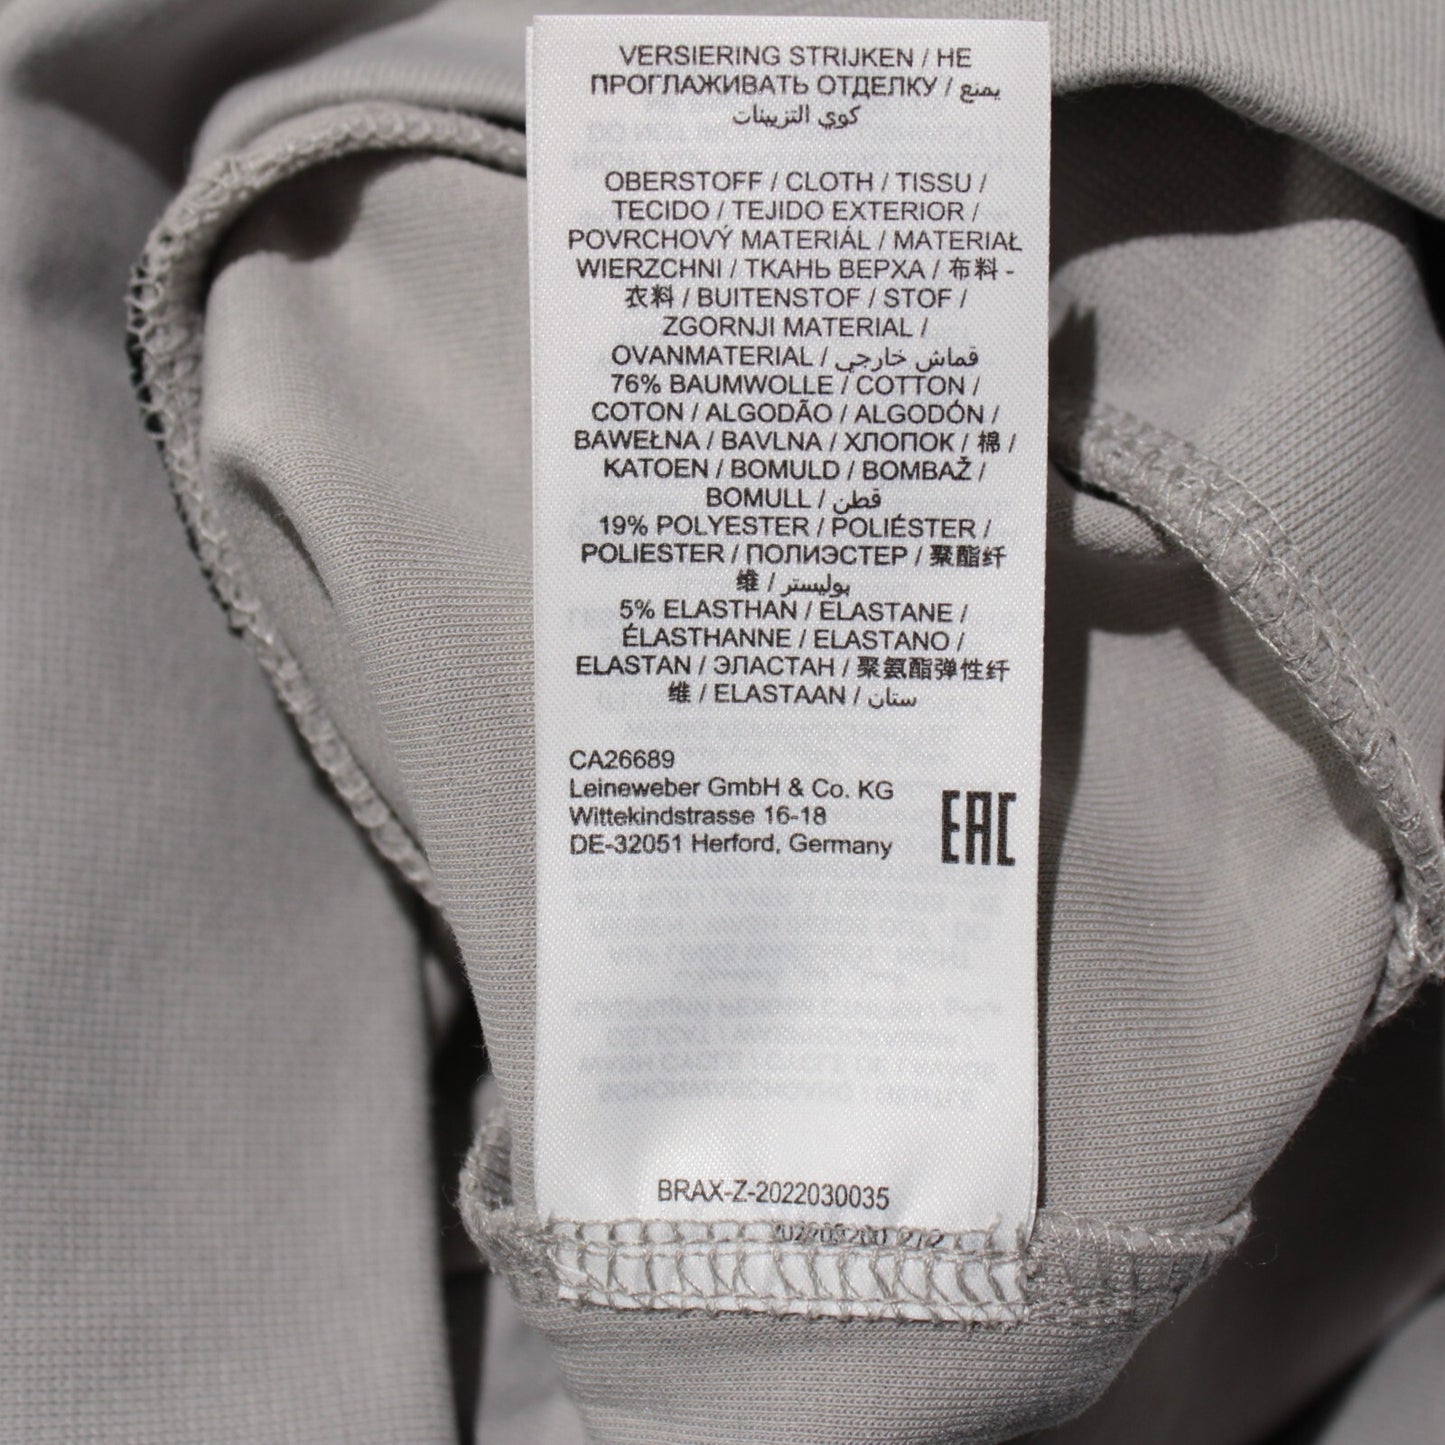 VERSIERING STRIJKEN / НЕ
ПРОГЛАЖИВАТЬ ОТДЕЛКУ / يمنع
كوي التزيينات
OBERSTOFF / CLOTH / TISSU /
TECIDO / TEJIDO EXTERIOR /
POVRCHOVÝ MATERIÁL / MATERIAŁ
WIERZCHNI / ТКАНЬ ВЕРХА / 布料 -
衣料 / BUITENSTOF / STOF /
ZGORNJI MATERIAL /
OVANMATERIAL / قماش خارجي
76% BAUMWOLLE / COTTON /
COTON / ALGODÃO / ALGODÓN /
BAWEŁNA / BAVLNA / ХЛОПОК / 棉 /
KATOEN / BOMULD / BOMBAŽ /
BOMULL / قطن
19% POLYESTER / POLIÉSTER /
POLIESTER / ПОЛИЭСТЕР / 聚酯纤
维 / بوليستر
5% ELASTHAN / ELASTANE /
ÉLASTHANNE / ELASTANO /
ELASTAN / ЭЛАСТАН / 聚氨酯弹性纤
维 / ELASTAAN / ستان
CA26689
Leineweber GmbH & Co. KG
Wittekindstrasse 16-18
DE-32051 Herford, Germany
EAC
BRAX-Z-2022030035
2/2